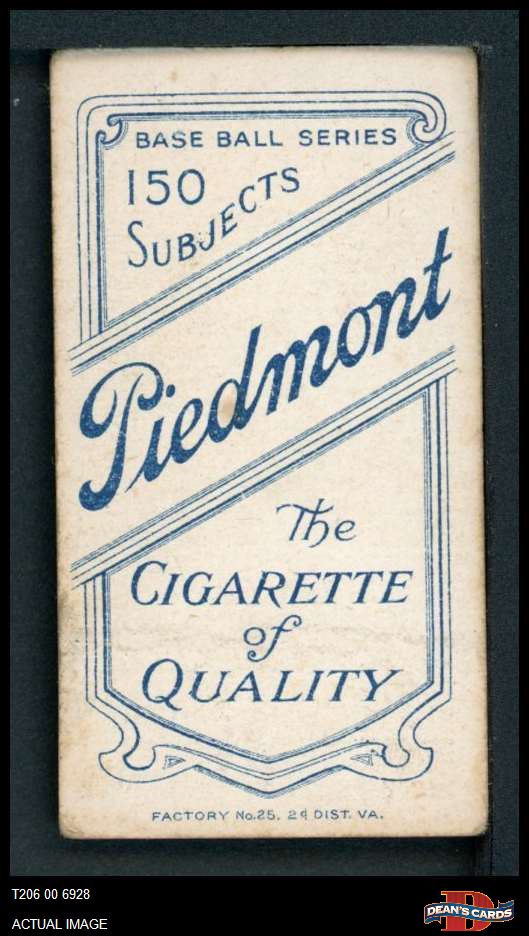 BASE BALL SERIES
150
SUBJECTS
Piedmont
The
CIGARETTE
of
QUALITY
FACTORY No.25. 2d DIST. VA.
T206 00 6928
ACTUAL IMAGE
D
DEAN'S CARDS